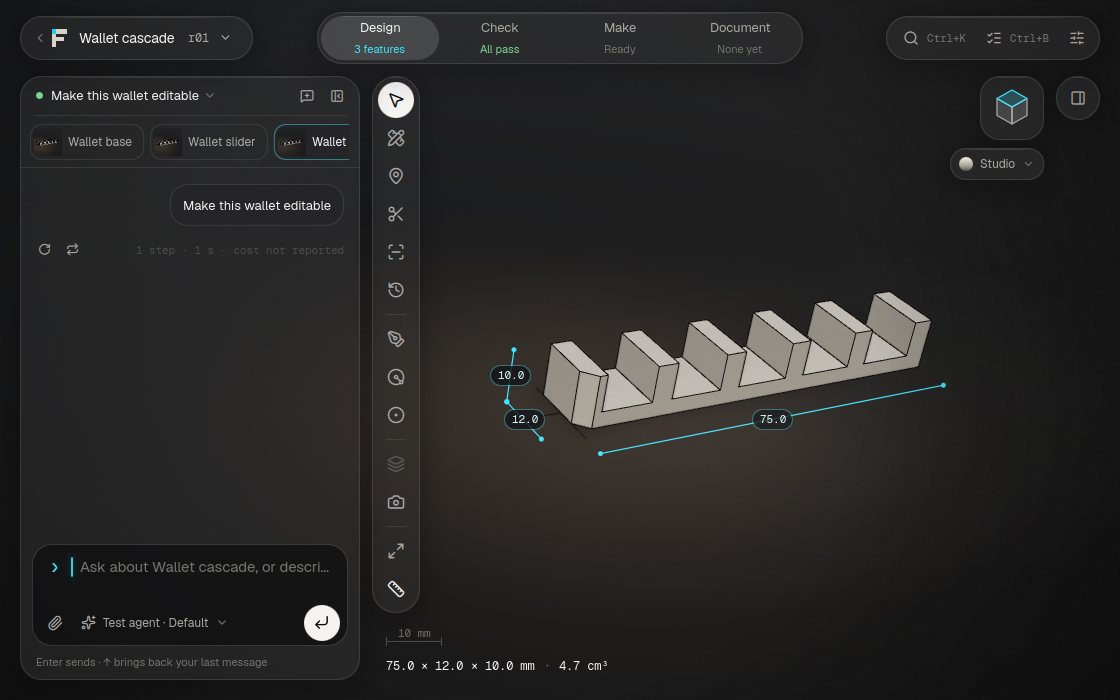 Wallet cascade r01
Design
3 features
Check
All pass
Make
Ready
Document
None yet
Ctrl+K
Ctrl+B
Make this wallet editable
Wallet base
Wallet slider
Wallet
Studio
Make this wallet editable
1 step · 1 s · cost not reported
10.0
12.0
75.0
Ask about Wallet cascade, or descri…
Test agent · Default
Enter sends · ↑ brings back your last message
10 mm
75.0 × 12.0 × 10.0 mm · 4.7 cm³